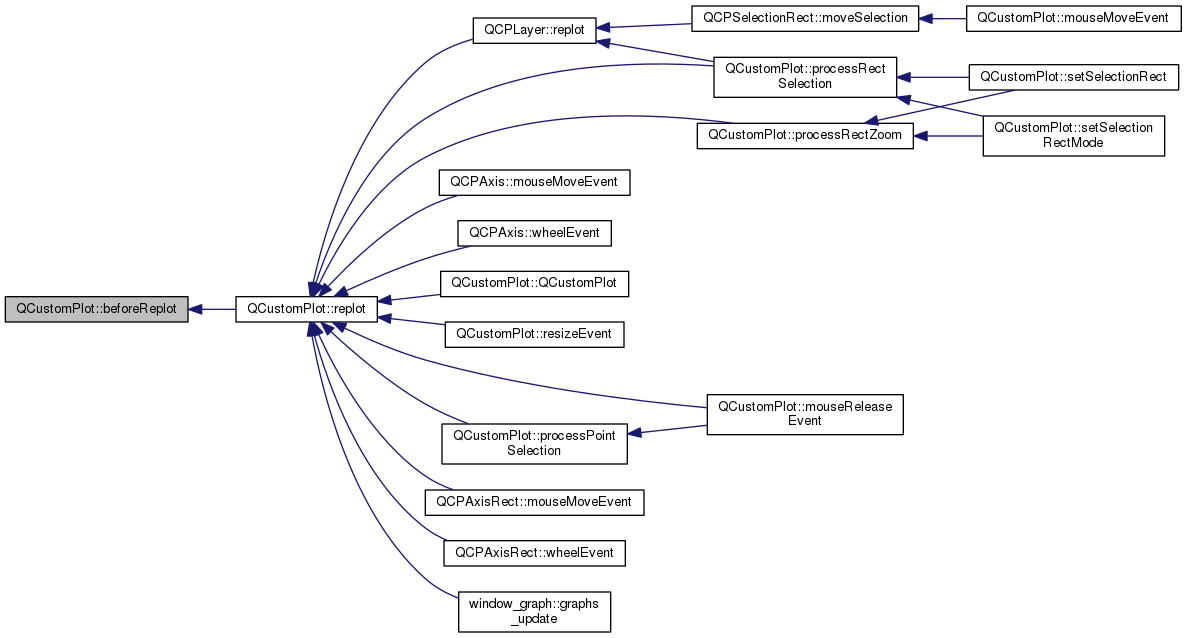 QCPLayer::replot
QCPSelectionRect::moveSelection
QCustomPlot::mouseMoveEvent
QCustomPlot::processRect
Selection
QCustomPlot::setSelectionRect
QCustomPlot::processRectZoom
QCustomPlot::setSelection
RectMode
QCPAxis::mouseMoveEvent
QCPAxis::wheelEvent
QCustomPlot::QCustomPlot
QCustomPlot::beforeReplot
QCustomPlot::replot
QCustomPlot::resizeEvent
QCustomPlot::mouseRelease
Event
QCustomPlot::processPoint
Selection
QCPAxisRect::mouseMoveEvent
QCPAxisRect::wheelEvent
window_graph::graphs
_update